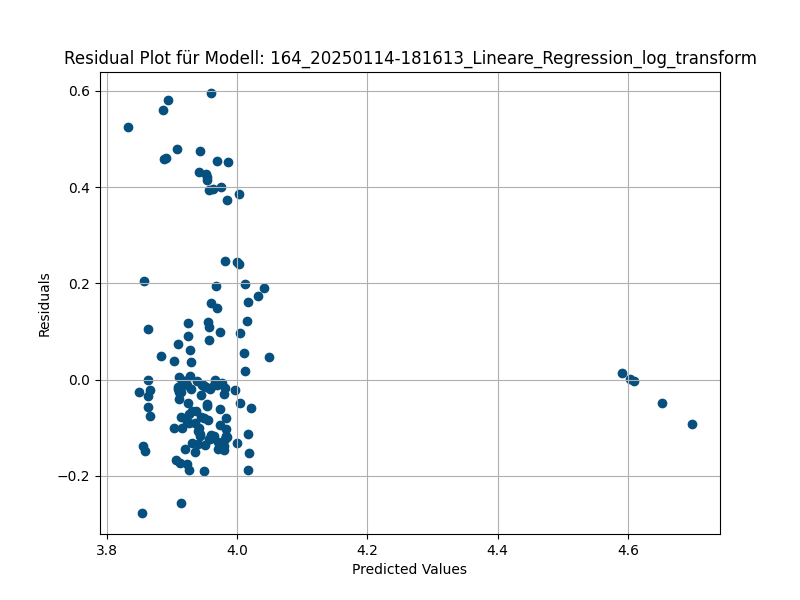 Residual Plot für Modell: 164_20250114-181613_Lineare_Regression_log_transform
0.6
0.4
0.2
0.0
−0.2
Residuals
3.8 4.0 4.2 4.4 4.6
Predicted Values